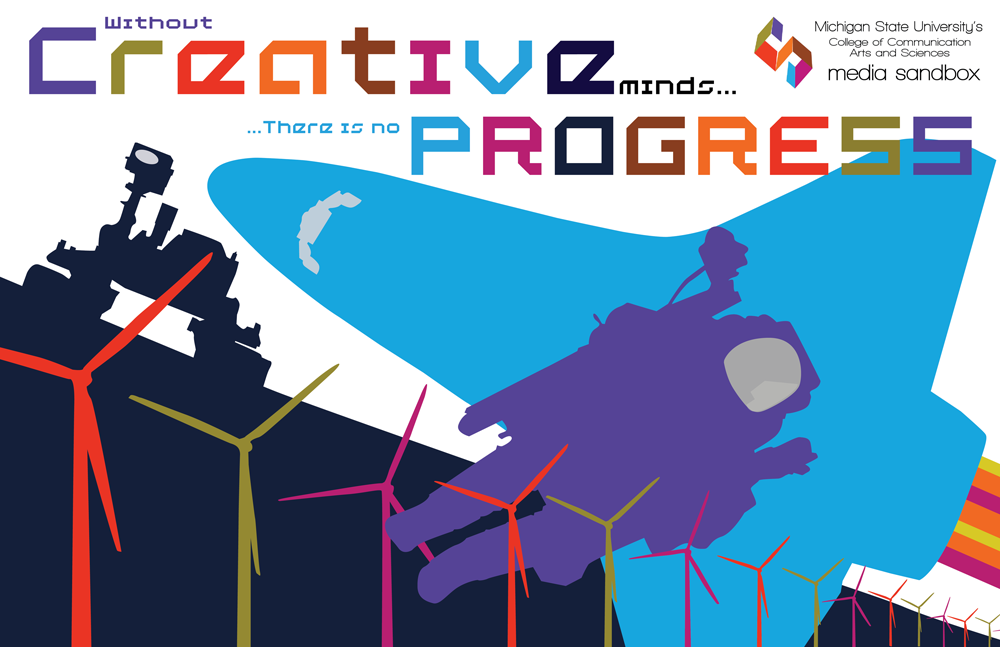 Without
Creative minds...
...There is no PROGRESS
Michigan State University's
College of Communication
Arts and Sciences
media sandbox